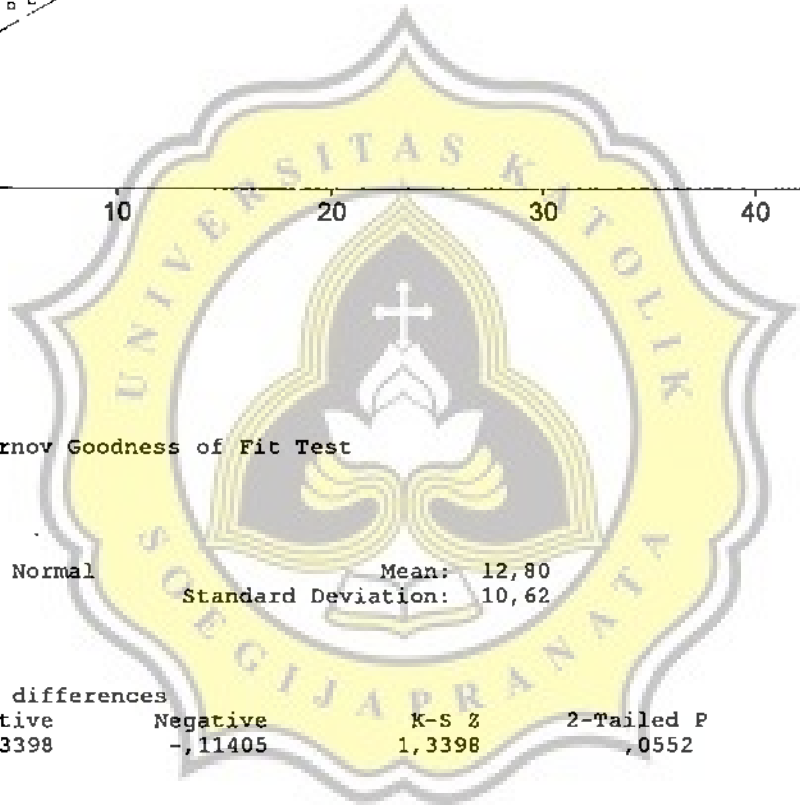 10 20 30 40
UNIVERSITAS KATOLIK
SOEGIJAPRANATA
rnov Goodness of Fit Test
Normal Mean: 12,80
Standard Deviation: 10,62
differences
tive Negative K-S Z 2-Tailed P
3398 -,11405 1,3398 ,0552